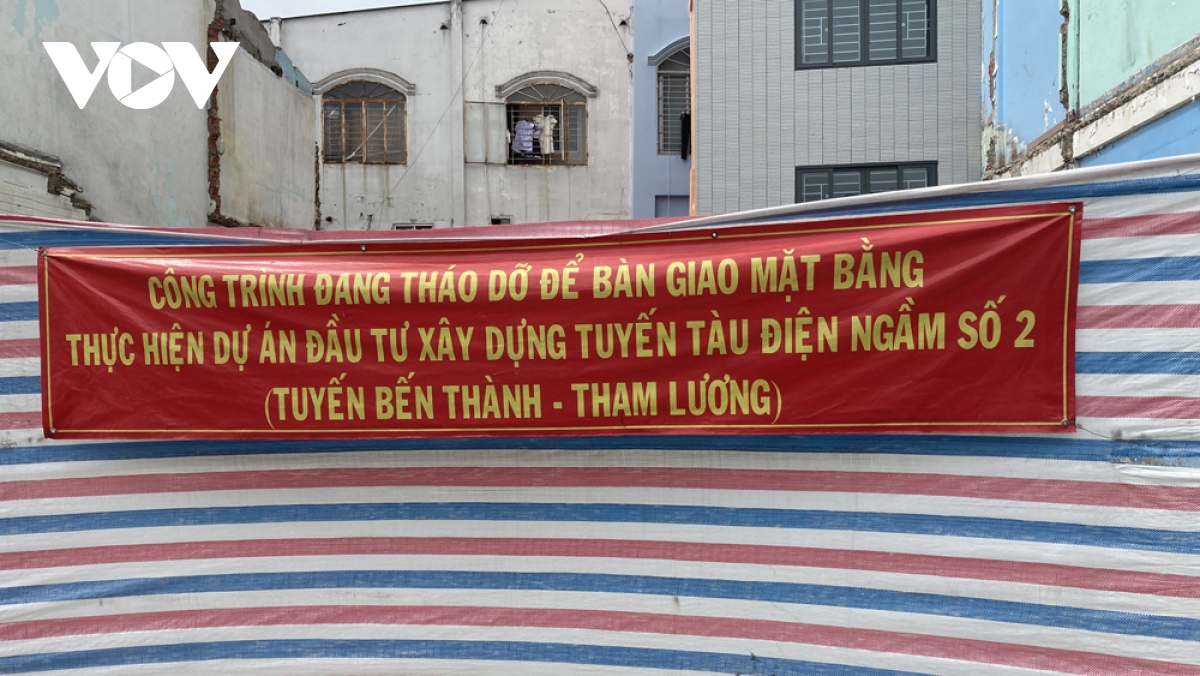 VOV
CÔNG TRÌNH ĐANG THÁO DỠ ĐỂ BÀN GIAO MẶT BẰNG
THỰC HIỆN DỰ ÁN ĐẦU TƯ XÂY DỰNG TUYẾN TÀU ĐIỆN NGẦM SỐ 2
(TUYẾN BẾN THÀNH - THAM LƯƠNG)